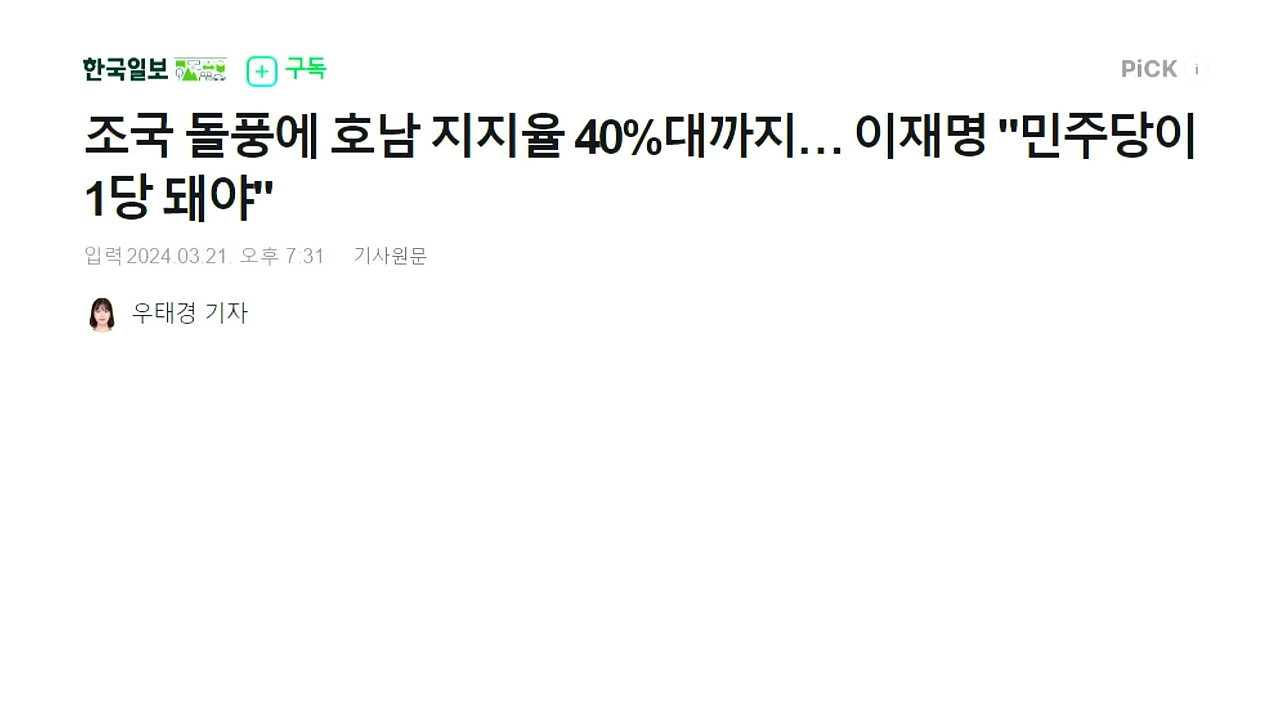 한국일보 구독 PiCK i
조국 돌풍에 호남 지지율 40%대까지… 이재명 "민주당이
1당 돼야"
입력 2024.03.21. 오후 7:31 기사원문
우태경 기자